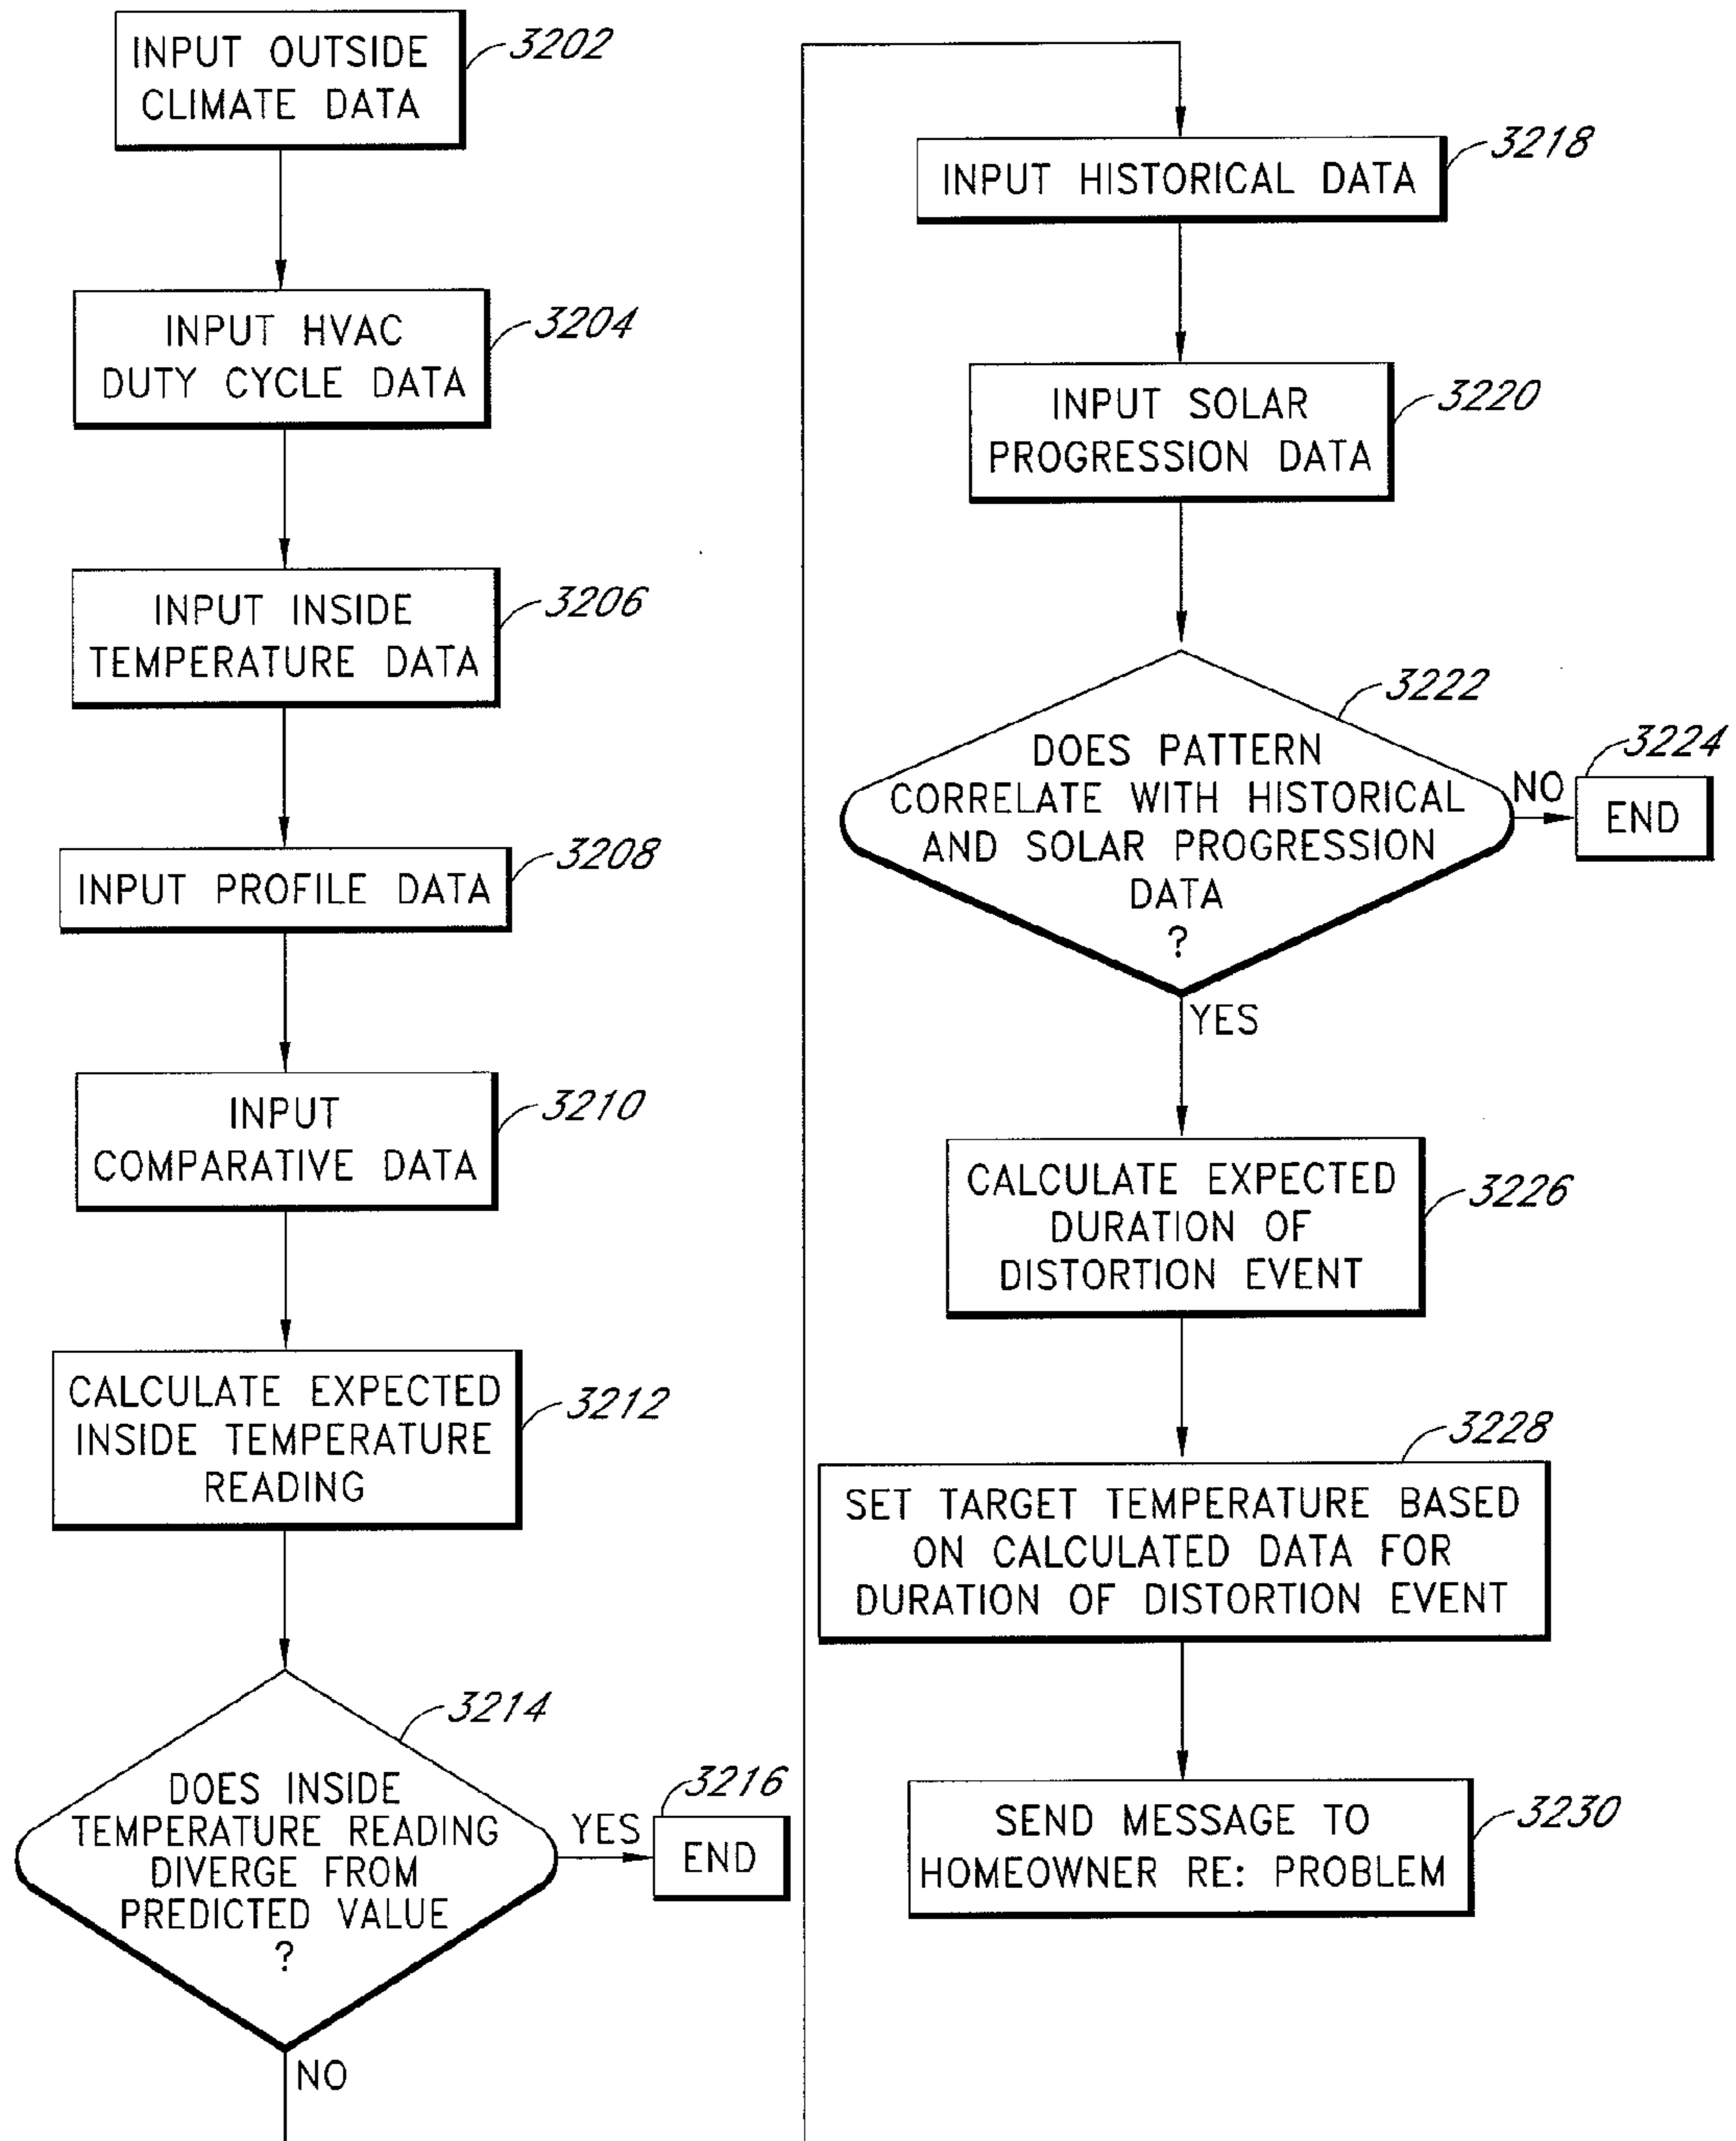 INPUT OUTSIDE
CLIMATE DATA
3202
INPUT HVAC
DUTY CYCLE DATA
3204
INPUT INSIDE
TEMPERATURE DATA
3206
INPUT PROFILE DATA
3208
INPUT
COMPARATIVE DATA
3210
CALCULATE EXPECTED
INSIDE TEMPERATURE
READING
3212
3214
DOES INSIDE
TEMPERATURE READING
DIVERGE FROM
PREDICTED VALUE
?
YES
3216
END
NO
INPUT HISTORICAL DATA
3218
INPUT SOLAR
PROGRESSION DATA
3220
3222
DOES PATTERN
CORRELATE WITH HISTORICAL
AND SOLAR PROGRESSION
DATA
?
NO
3224
END
YES
CALCULATE EXPECTED
DURATION OF
DISTORTION EVENT
3226
3228
SET TARGET TEMPERATURE BASED
ON CALCULATED DATA FOR
DURATION OF DISTORTION EVENT
SEND MESSAGE TO
HOMEOWNER RE: PROBLEM
3230